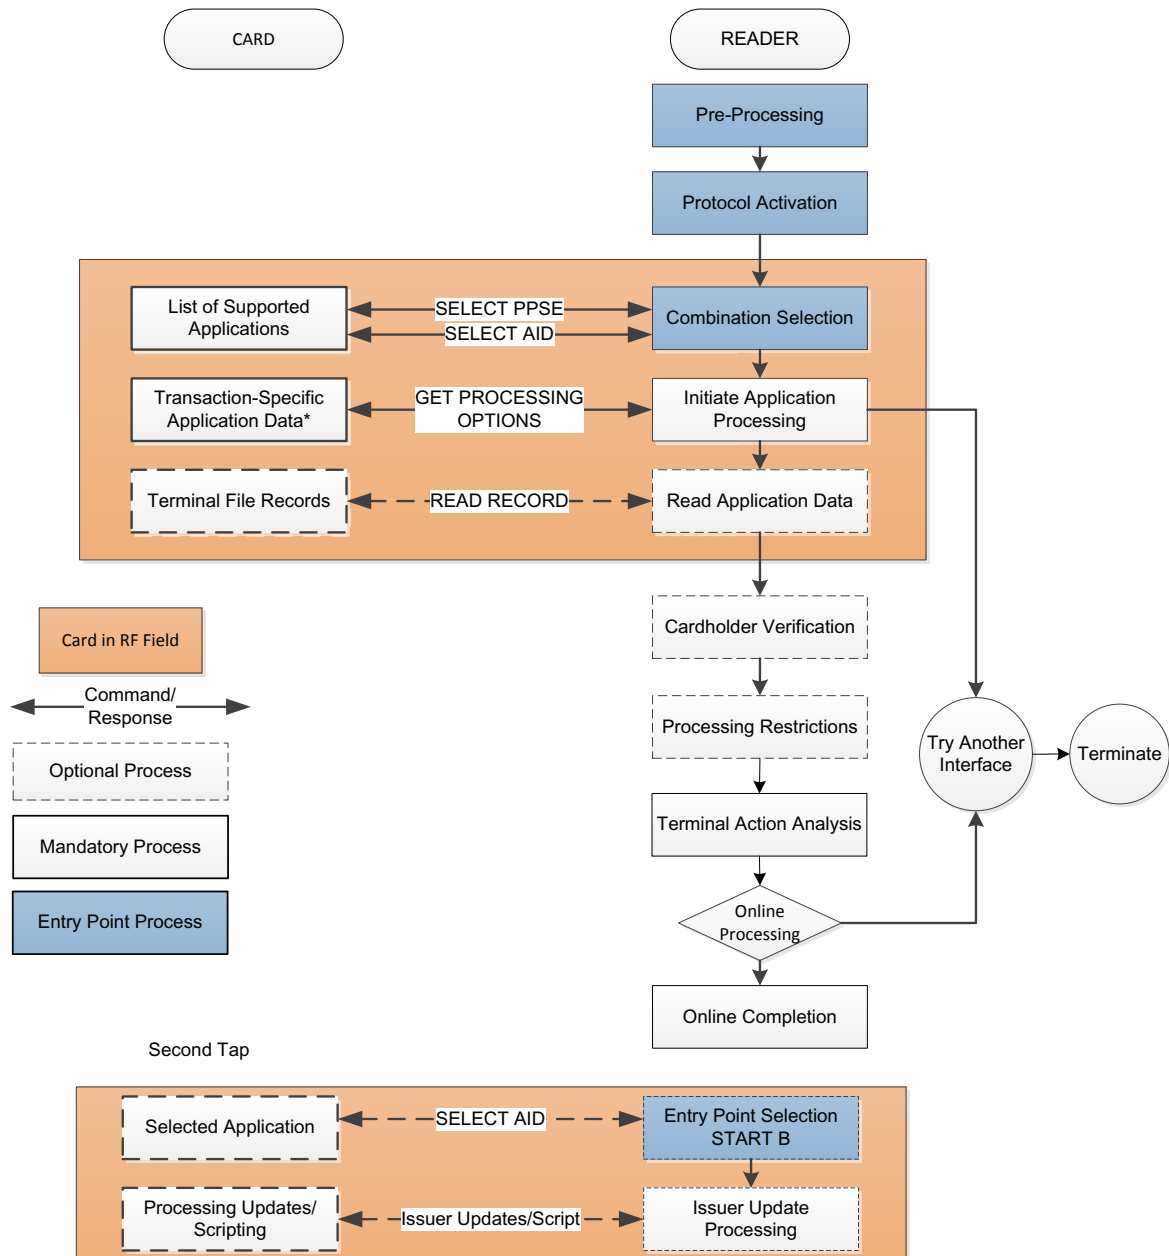 CARD
READER
Pre-Processing
Protocol Activation
List of Supported
Applications
SELECT PPSE
SELECT AID
Combination Selection
Transaction-Specific
Application Data*
GET PROCESSING
OPTIONS
Initiate Application
Processing
Terminal File Records
READ RECORD
Read Application Data
Card in RF Field
Command/
Response
Optional Process
Mandatory Process
Entry Point Process
Cardholder Verification
Processing Restrictions
Try Another
Interface
Terminate
Terminal Action Analysis
Online
Processing
Online Completion
Second Tap
Selected Application
SELECT AID
Entry Point Selection
START B
Processing Updates/
Scripting
Issuer Updates/Script
Issuer Update
Processing